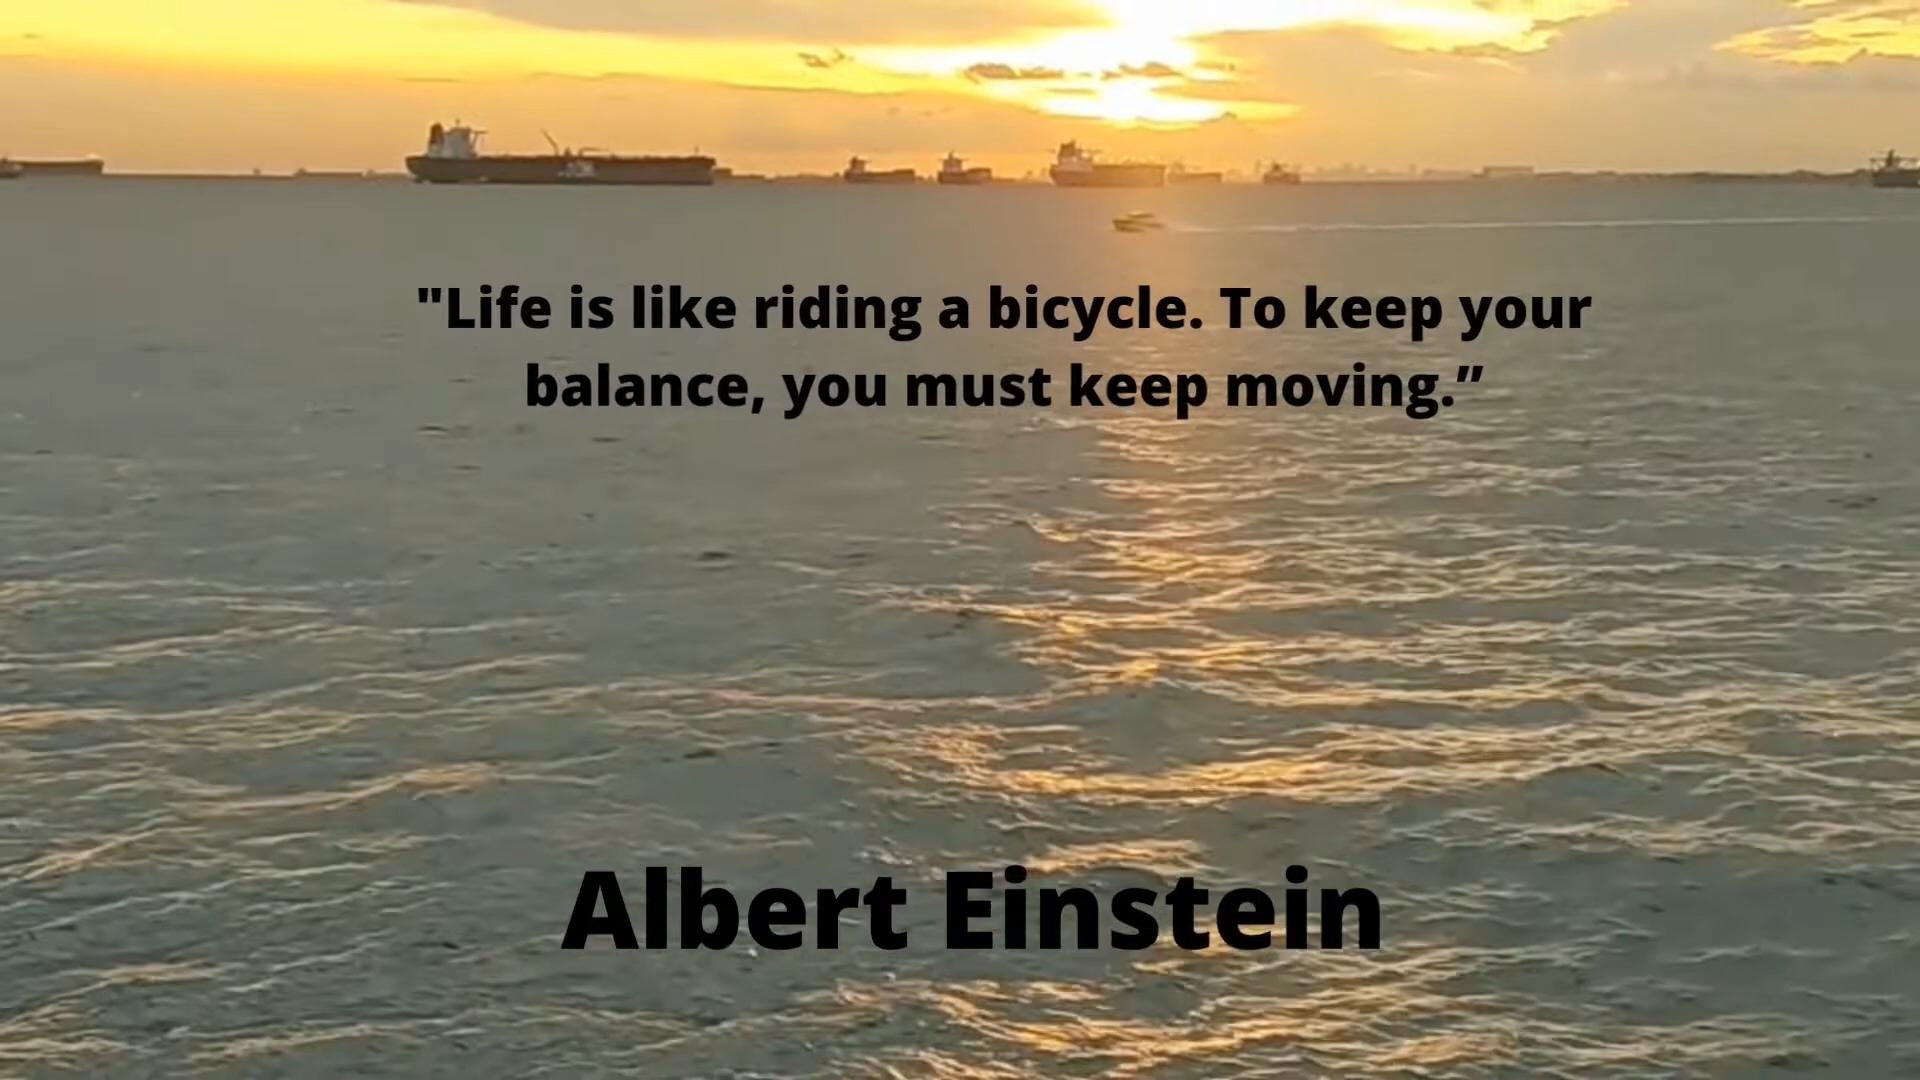 "Life is like riding a bicycle. To keep your
balance, you must keep moving.”
Albert Einstein